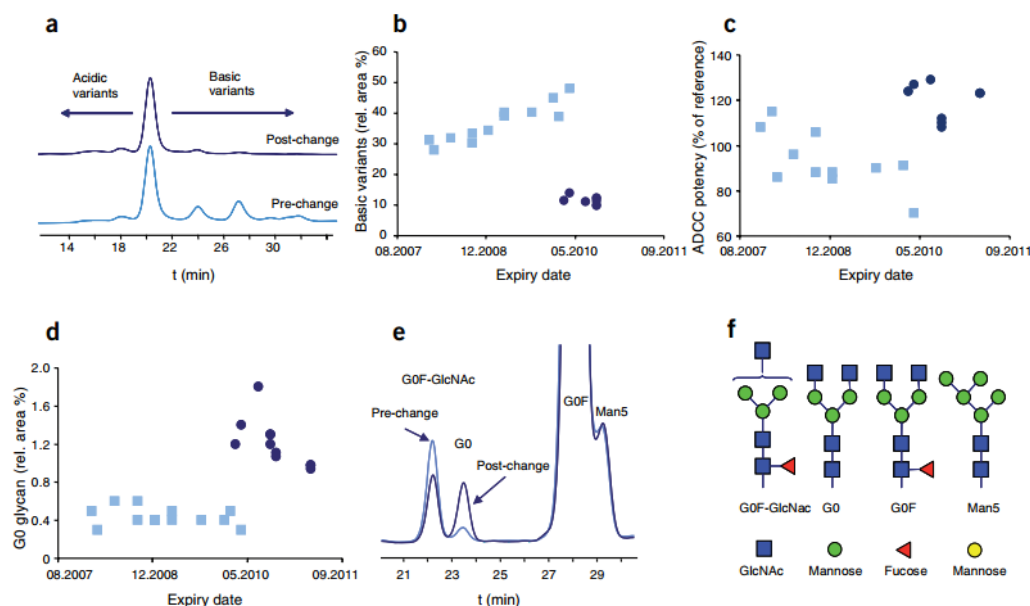 a
Acidic
variants
Basic
variants
Post-change
Pre-change
14 18 20 22 26 30
t (min)
b
Basic variants (rel. area %)
60
50
40
30
20
10
0
08.2007 12.2008 05.2010 09.2011
Expiry date
c
ADCC potency (% of reference)
140
120
100
80
60
08.2007 12.2008 05.2010 09.2011
Expiry date
d
G0 glycan (rel. area %)
2.0
1.6
1.2
0.8
0.4
0
08.2007 12.2008 05.2010 09.2011
Expiry date
e
G0F-GlcNAc
Pre-change
G0
Post-change
G0F
Man5
21 23 25 27 29
t (min)
f
G0F-GlcNac G0 G0F Man5
GlcNAc Mannose Fucose Mannose